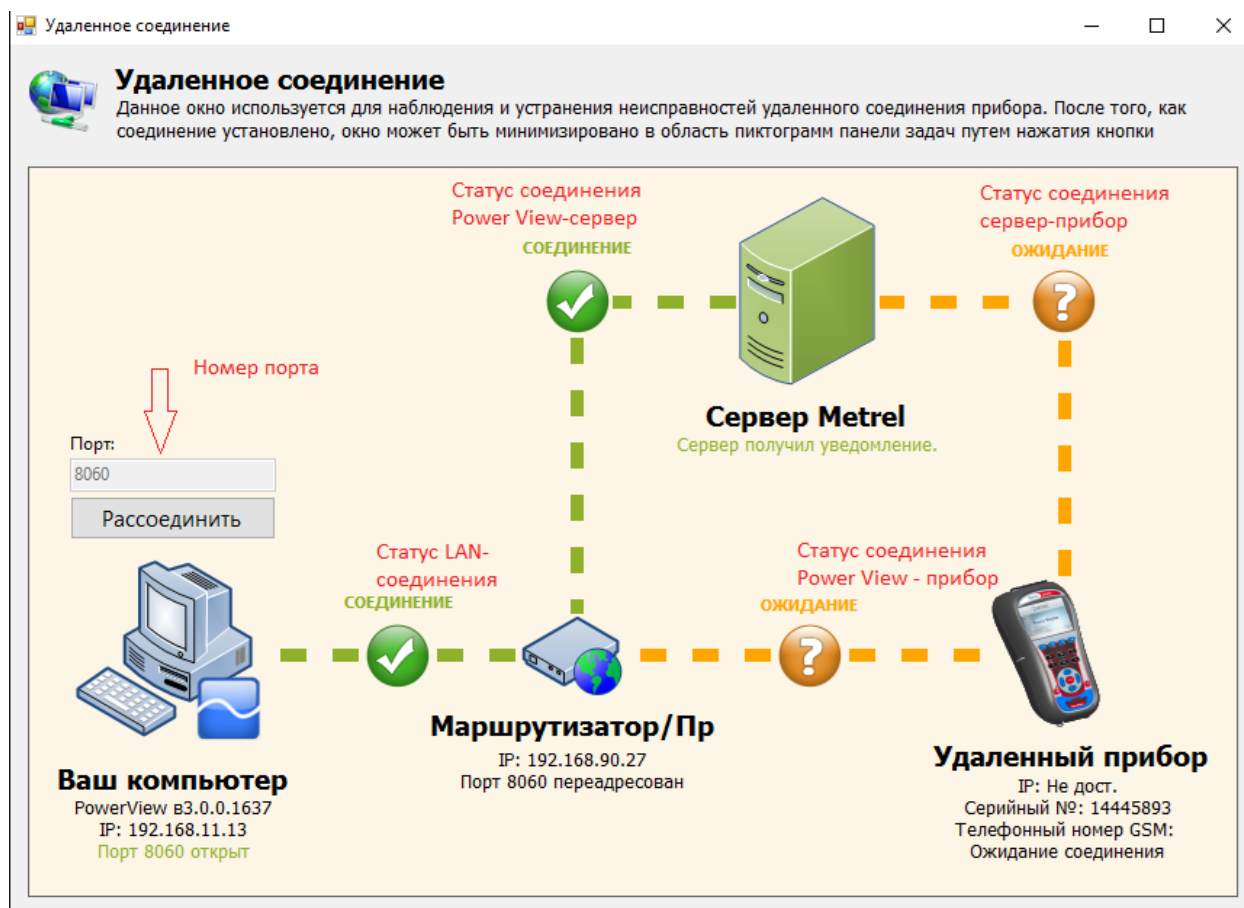 Удаленное соединение
Удаленное соединение
Данное окно используется для наблюдения и устранения неисправностей удаленного соединения прибора. После того, как
соединение установлено, окно может быть минимизировано в область пиктограмм панели задач путем нажатия кнопки
Статус соединения
Power View-сервер
СОЕДИНЕНИЕ
Статус соединения
сервер-прибор
ОЖИДАНИЕ
Номер порта
Сервер Metrel
Сервер получил уведомление.
Порт:
8060
Рассоединить
Статус LAN-
соединения
СОЕДИНЕНИЕ
Статус соединения
Power View - прибор
ОЖИДАНИЕ
Маршрутизатор/Пр
IP: 192.168.90.27
Порт 8060 переадресован
Ваш компьютер
PowerView в3.0.0.1637
IP: 192.168.11.13
Порт 8060 открыт
Удаленный прибор
IP: Не дост.
Серийный №: 14445893
Телефонный номер GSM:
Ожидание соединения